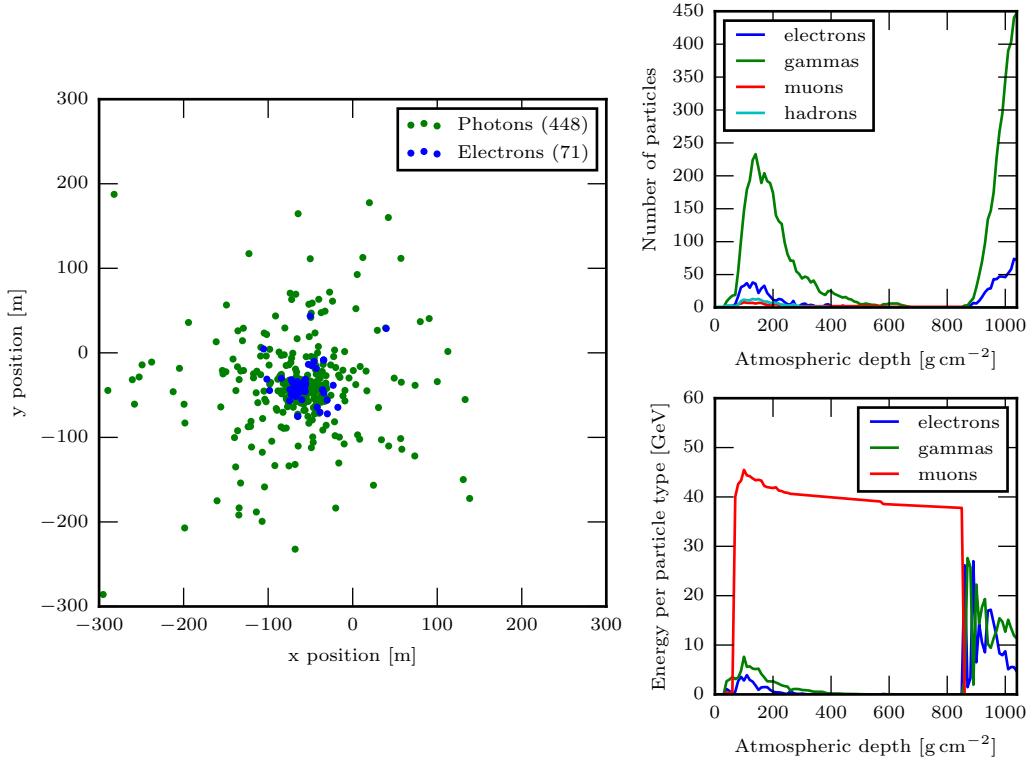 300
200
100
0
−100
−200
−300
−300
−200
−100
0
100
200
300
x position [m]
y position [m]
Photons (448)
Electrons (71)
450
400
350
300
250
200
150
100
50
0
0
200
400
600
800
1000
Atmospheric depth [g cm⁻²]
Number of particles
electrons
gammas
muons
hadrons
60
50
40
30
20
10
0
0
200
400
600
800
1000
Atmospheric depth [g cm⁻²]
Energy per particle type [GeV]
electrons
gammas
muons